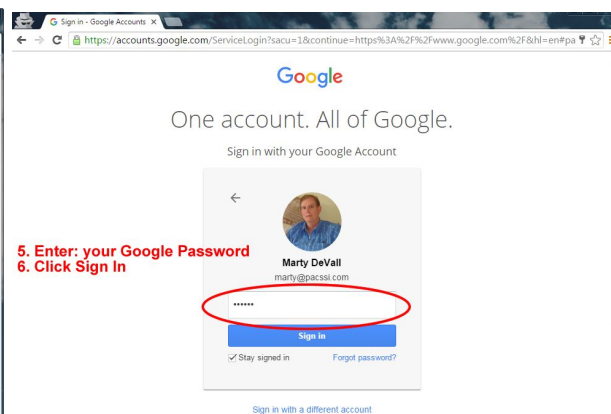 G Sign in - Google Accounts ×
https://accounts.google.com/ServiceLogin?sacu=1&continue=https%3A%2F%2Fwww.google.com%2F&hl=en#pa
Google
One account. All of Google.
Sign in with your Google Account
5. Enter: your Google Password
6. Click Sign In
Marty DeVall
marty@pacssi.com
••••••
Sign in
Stay signed in Forgot password?
Sign in with a different account